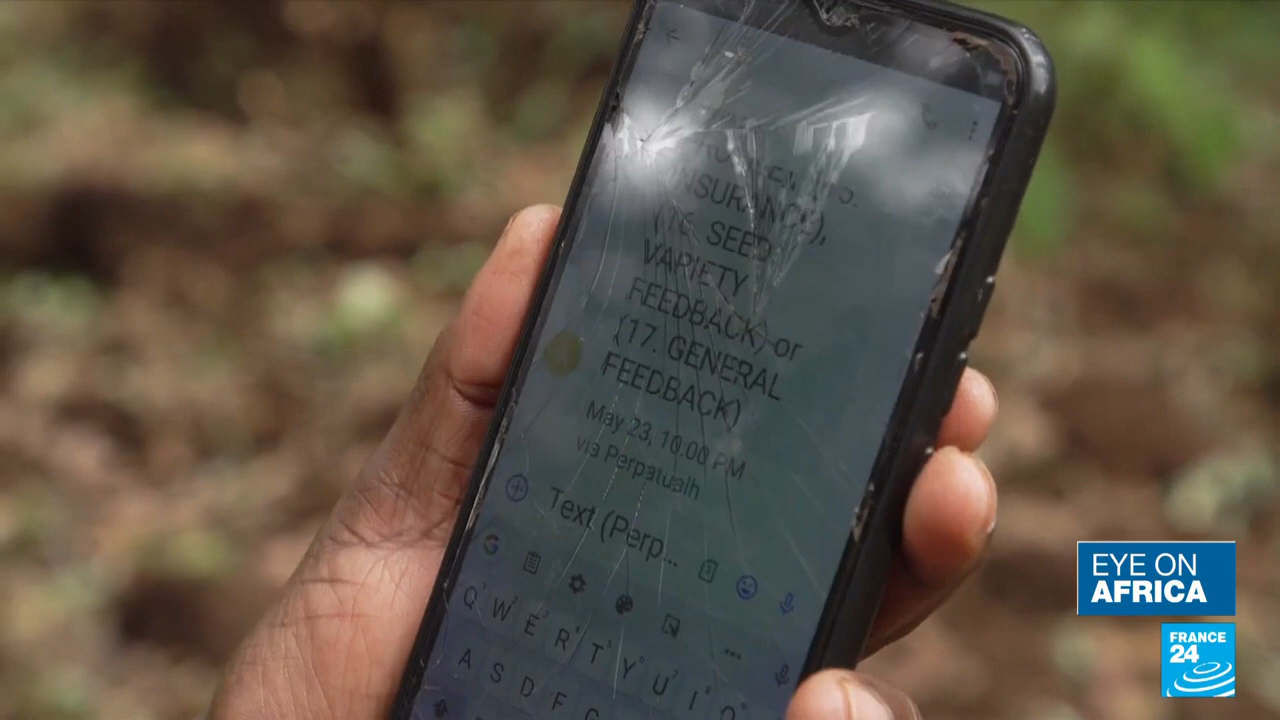 INSURANCE),
(16. SEED
VARIETY
FEEDBACK) or
(17. GENERAL
FEEDBACK)
May 23, 10:00 PM
via Perpatualh
Text (Perp...
Q W E R T Y U I O
A S D F G
EYE ON
AFRICA
FRANCE
24